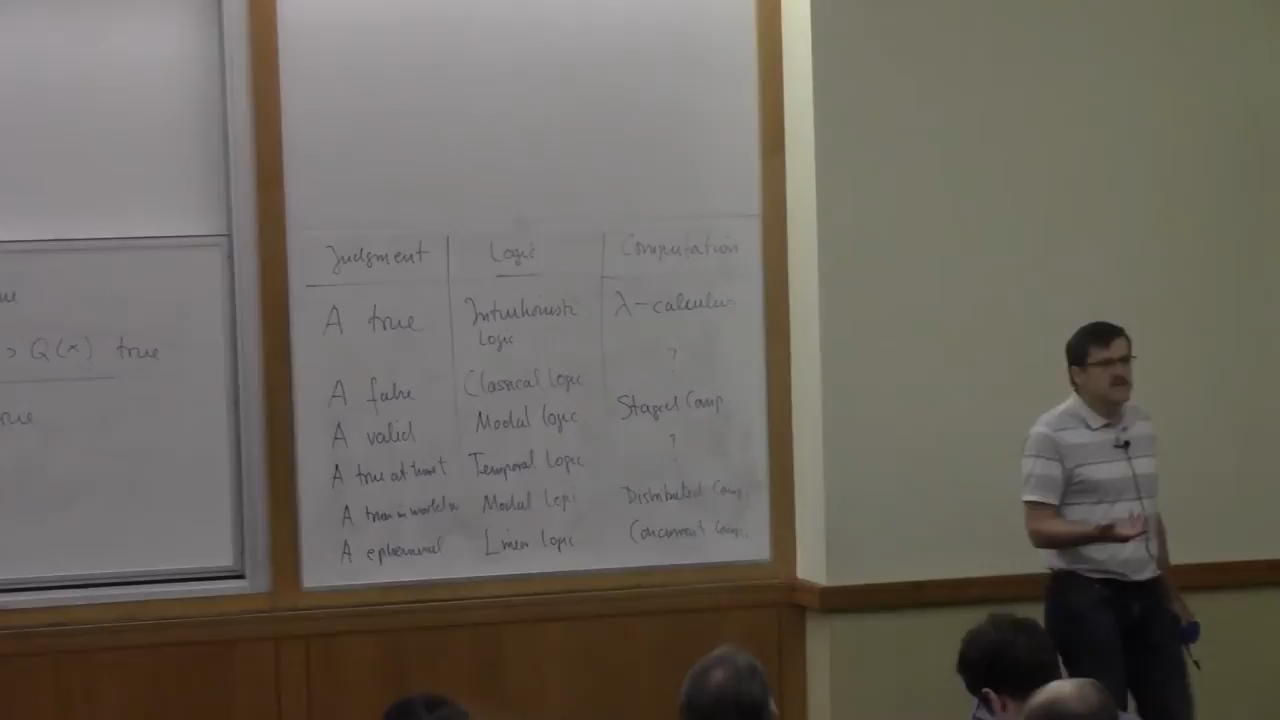 Q(x) true
Judgment Logic Computation
A true Intuitionistic λ-calculus
Logic
?
A false Classical Logic
A valid Modal Logic Staged Comp.
?
A true at time t Temporal Logic
A true in world w Modal Logic Distributed Comp.
A ephemeral Linear Logic Concurrent Comp.